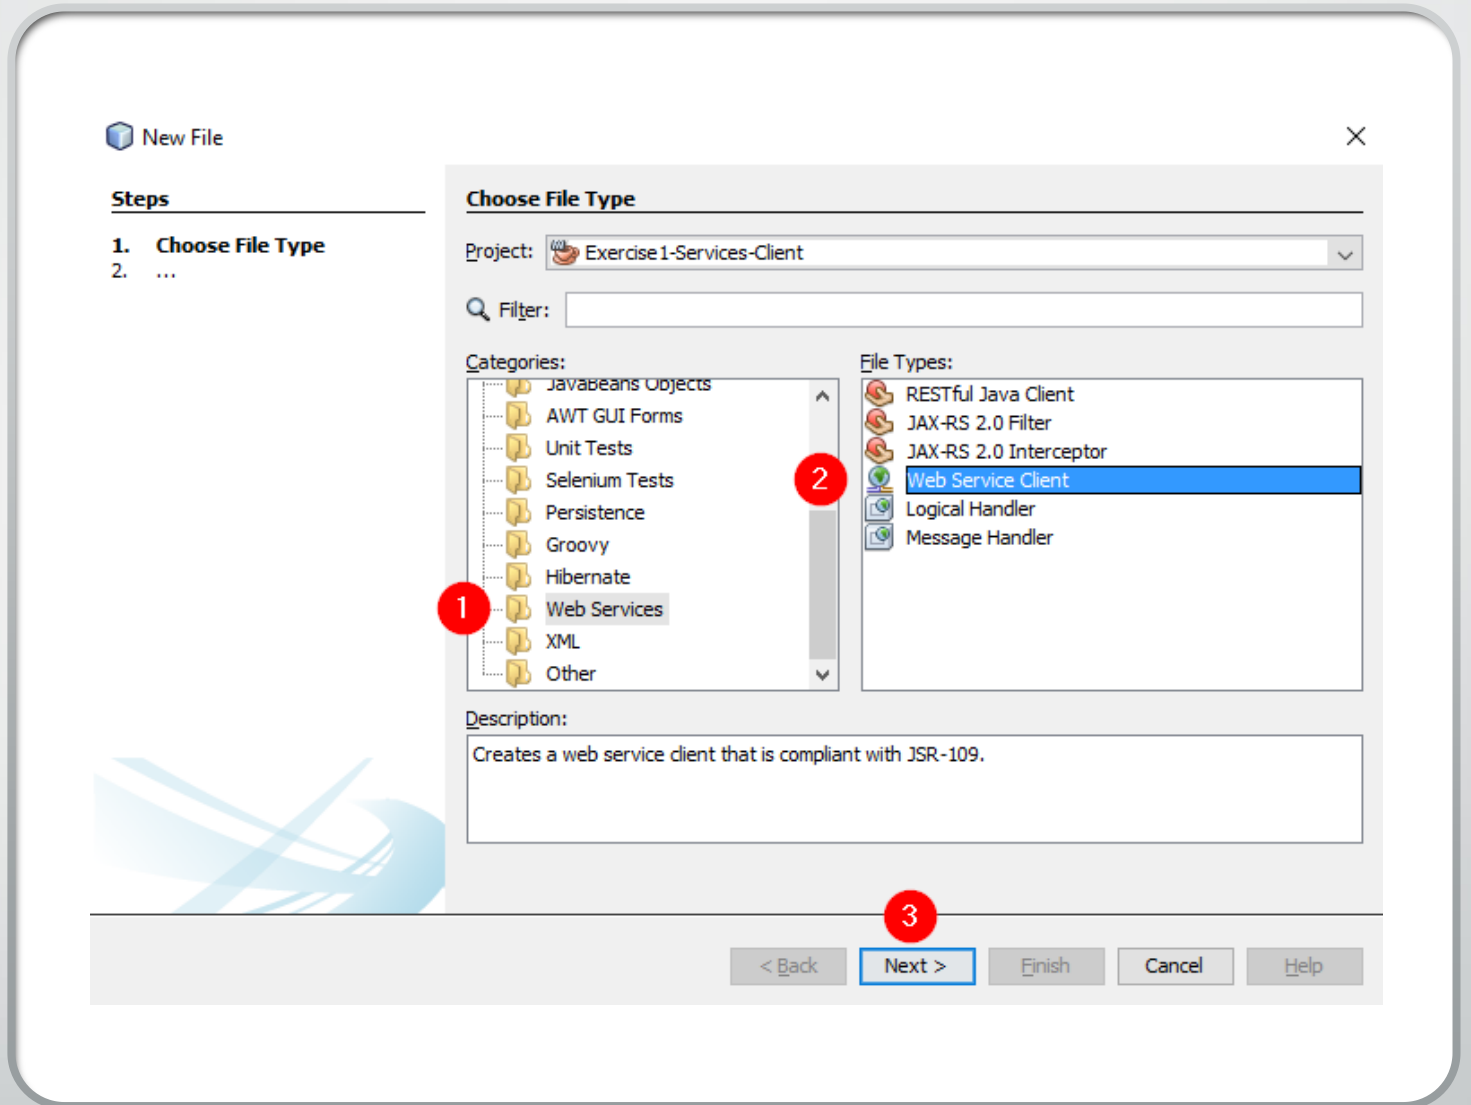 New File
Steps
1. Choose File Type
2. ...
Choose File Type
Project: Exercise1-Services-Client
Filter:
Categories:
JavaBeans Objects
AWT GUI Forms
Unit Tests
Selenium Tests
Persistence
Groovy
Hibernate
1 Web Services
XML
Other
File Types:
RESTful Java Client
JAX-RS 2.0 Filter
JAX-RS 2.0 Interceptor
2 Web Service Client
Logical Handler
Message Handler
Description:
Creates a web service client that is compliant with JSR-109.
3
< Back Next > Finish Cancel Help